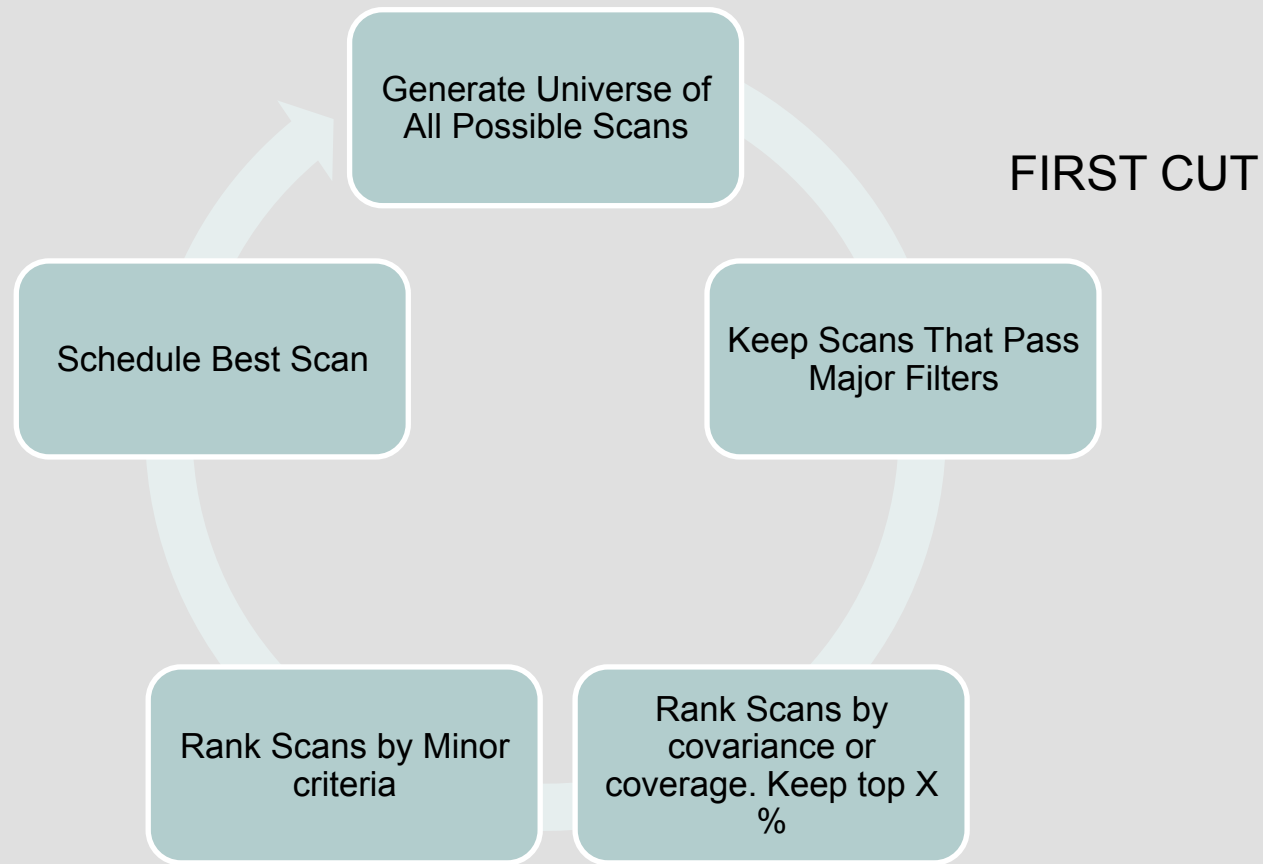 Generate Universe of
All Possible Scans
FIRST CUT
Keep Scans That Pass
Major Filters
Rank Scans by
covariance or
coverage. Keep top X
%
Rank Scans by Minor
criteria
Schedule Best Scan